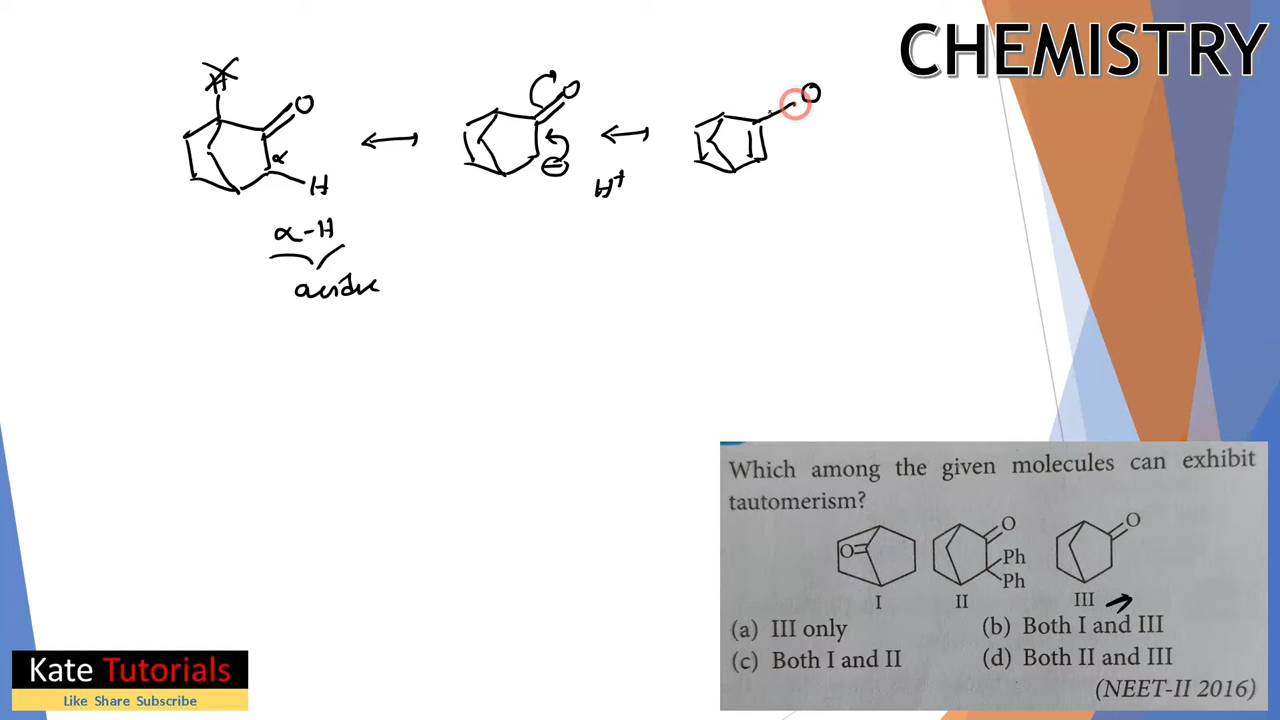 CHEMISTRY
H
O
α
H
α-H
acidic
O
⊖
H+
O
Which among the given molecules can exhibit
tautomerism?
O
I
O
Ph
Ph
II
O
III
(a) III only
(b) Both I and III
(c) Both I and II
(d) Both II and III
(NEET-II 2016)
Kate Tutorials
Like Share Subscribe